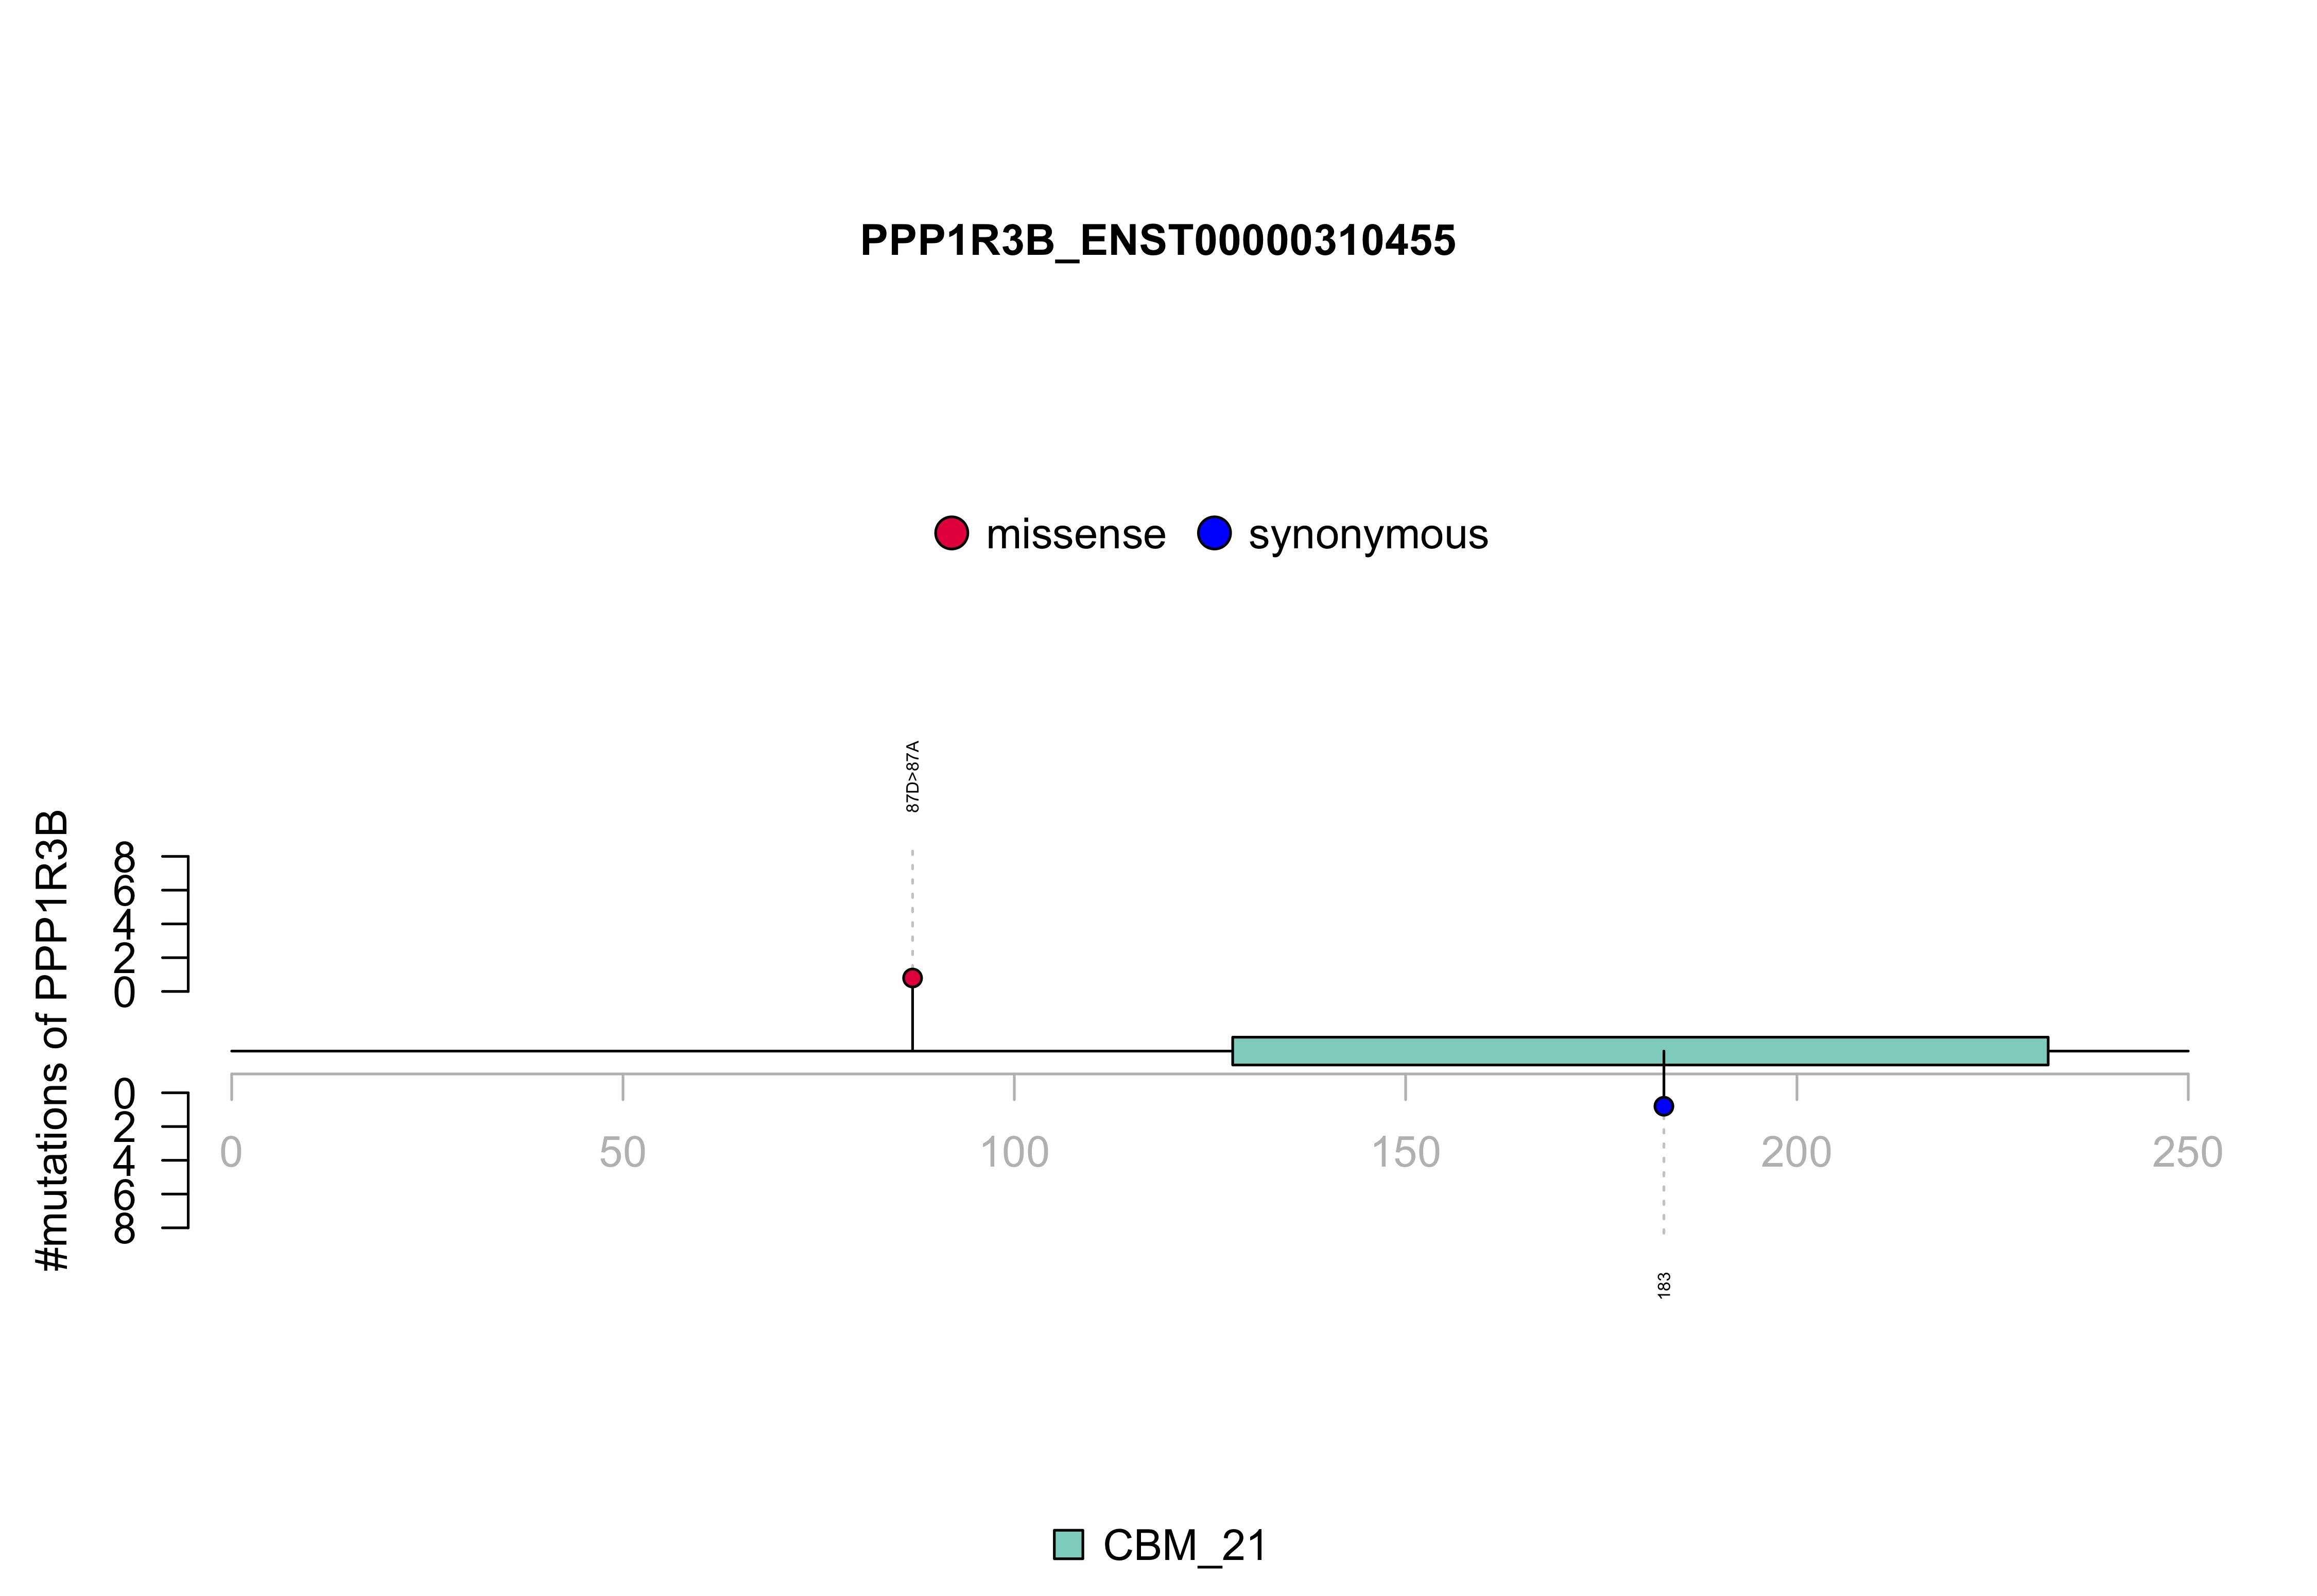 PPP1R3B_ENST00000310455
missense synonymous
87D>87A
#mutations of PPP1R3B
8
6
4
2
0
0
2
4
6
8
0 50 100 150 200 250
183
CBM_21